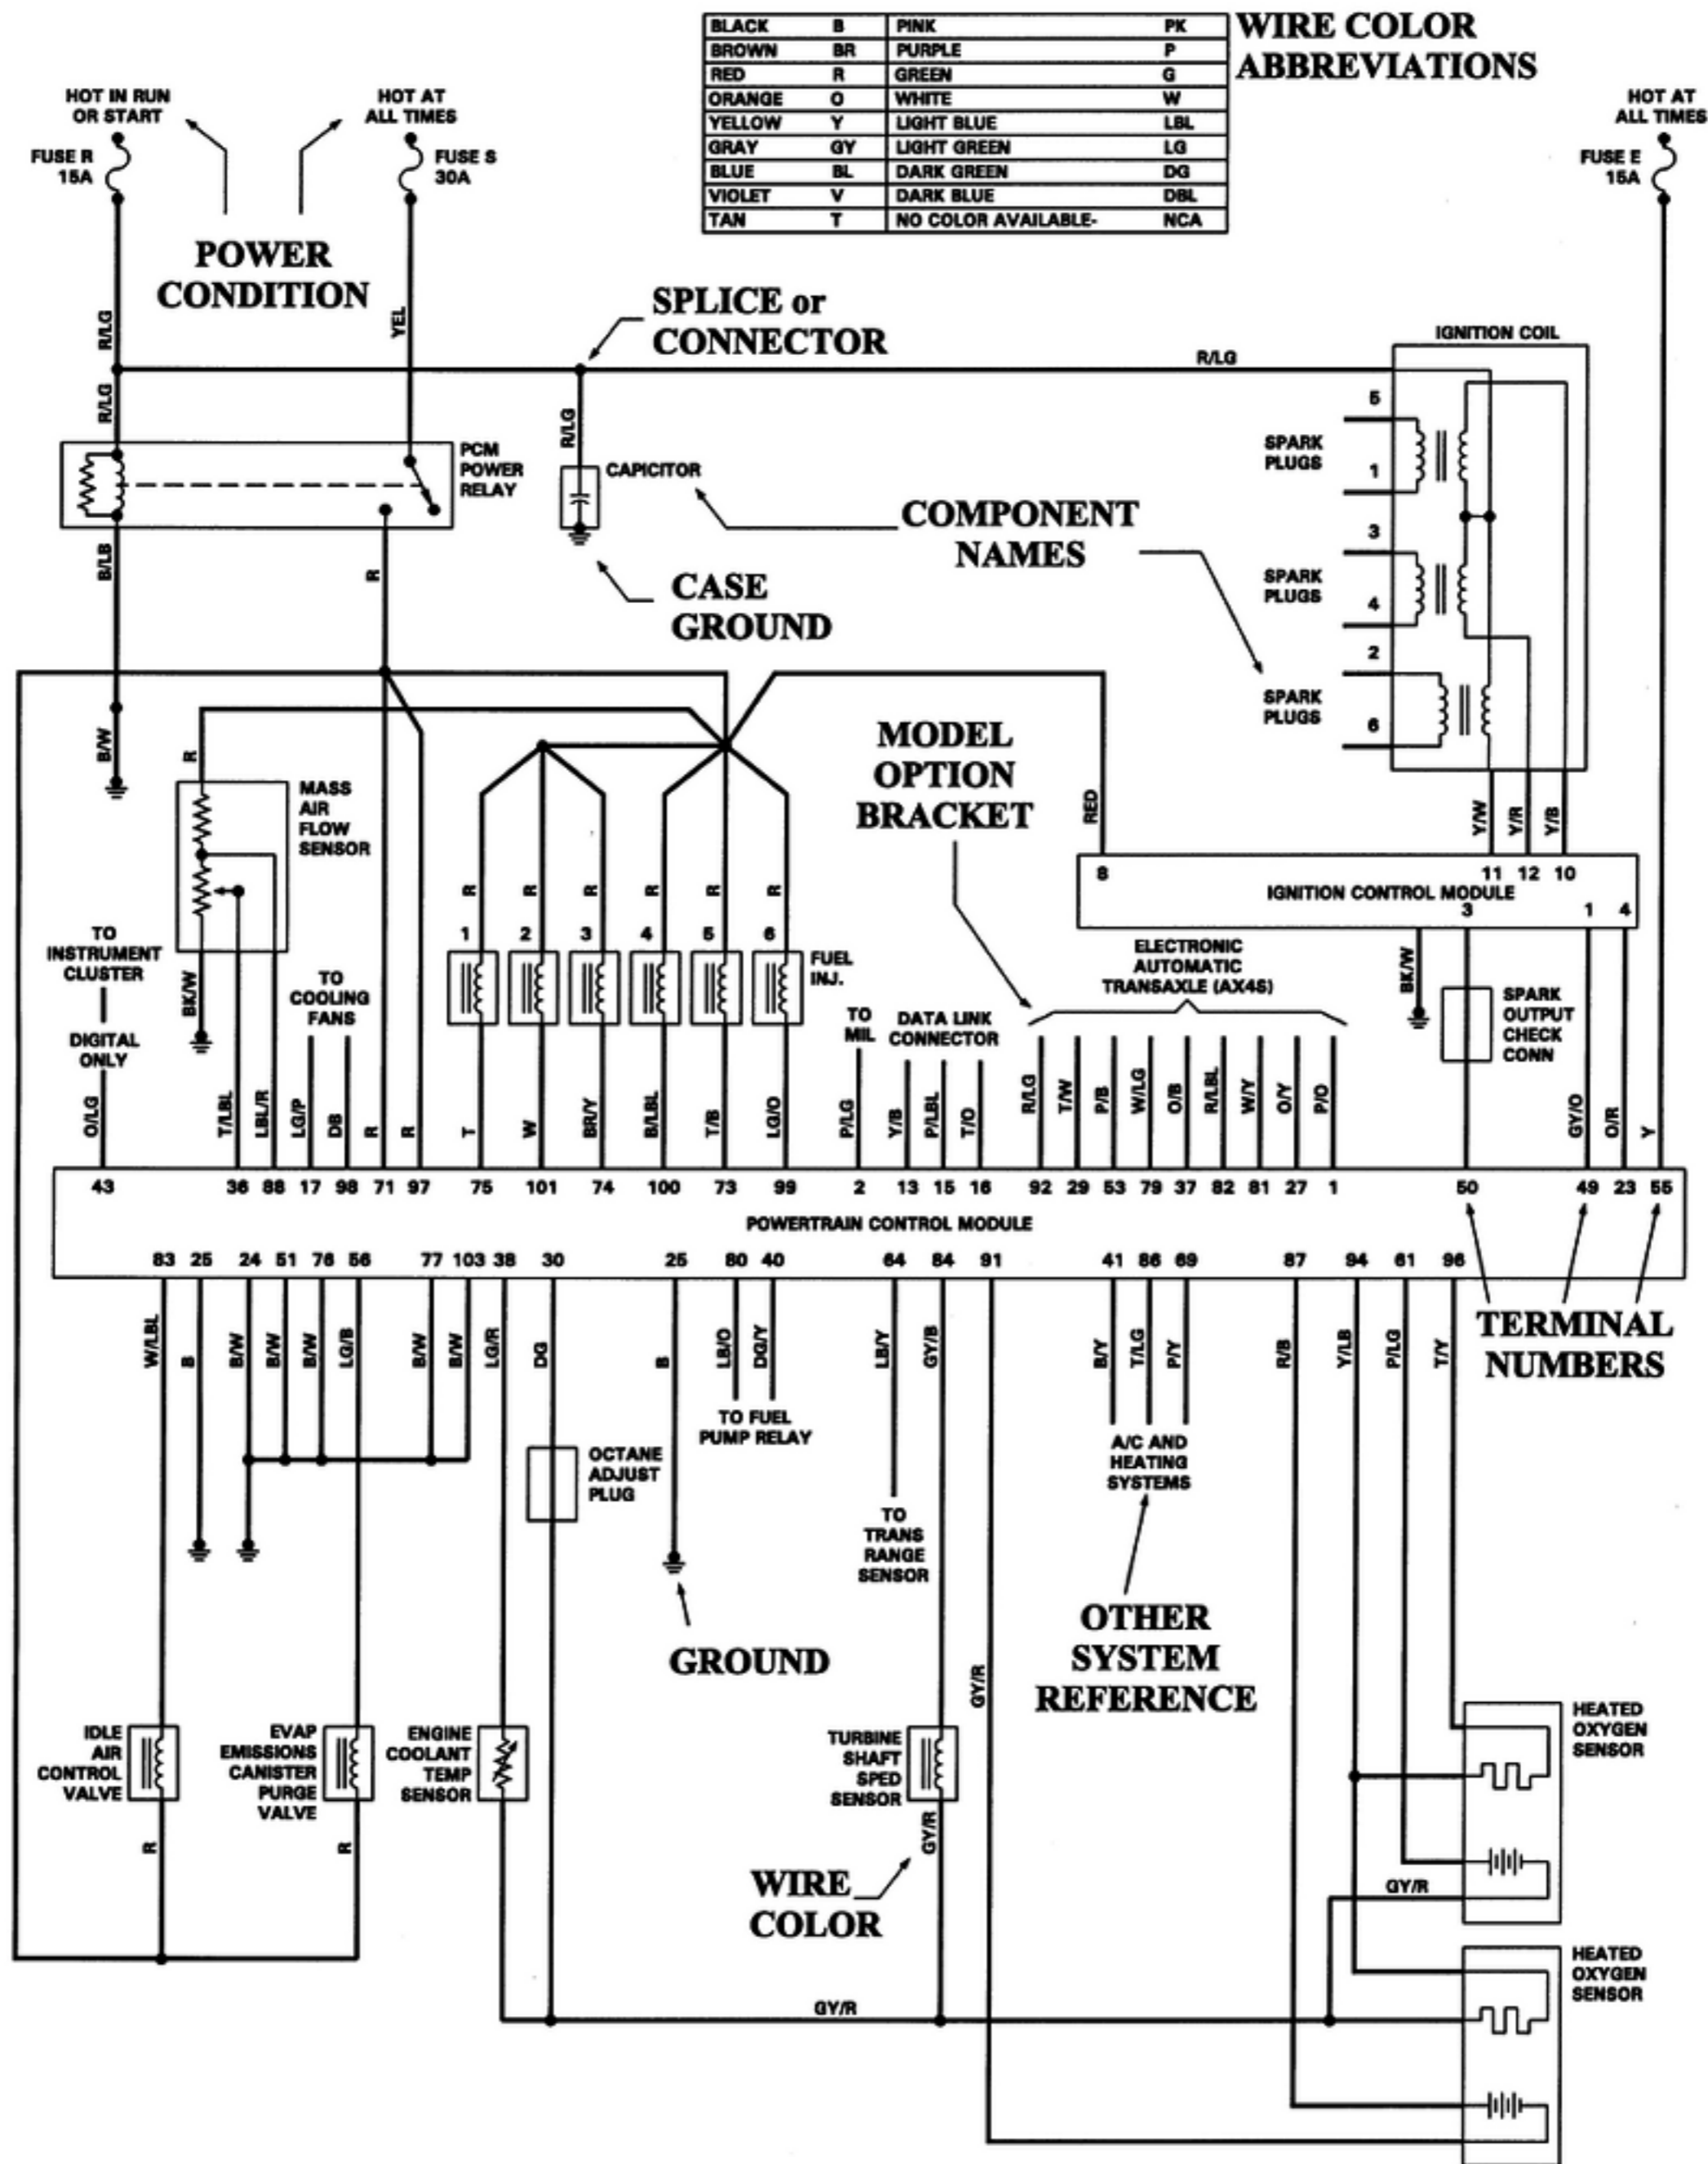 BLACK B PINK PK
BROWN BR PURPLE P
RED R GREEN G
ORANGE O WHITE W
YELLOW Y LIGHT BLUE LBL
GRAY GY LIGHT GREEN LG
BLUE BL DARK GREEN DG
VIOLET V DARK BLUE DBL
TAN T NO COLOR AVAILABLE- NCA
WIRE COLOR
ABBREVIATIONS
HOT IN RUN
OR START
FUSE R
15A
HOT AT
ALL TIMES
FUSE S
30A
HOT AT
ALL TIMES
FUSE E
15A
POWER
CONDITION
R/LG
YEL
SPLICE or
CONNECTOR
R/LG
IGNITION COIL
R/LG
R/LG
PCM
POWER
RELAY
CAPICITOR
COMPONENT
NAMES
5
SPARK
PLUGS
1
3
SPARK
PLUGS
4
2
SPARK
PLUGS
6
B/LB
R
CASE
GROUND
B/W
R
MASS
AIR
FLOW
SENSOR
MODEL
OPTION
BRACKET
RED
Y/W
Y/R
Y/B
8
11 12 10
IGNITION CONTROL MODULE
3
1 4
R
R
R
R
R
R
1
2
3
4
5
6
FUEL
INJ.
TO
INSTRUMENT
CLUSTER
DIGITAL
ONLY
BK/W
TO
COOLING
FANS
TO
MIL
DATA LINK
CONNECTOR
ELECTRONIC
AUTOMATIC
TRANSAXLE (AX4S)
BK/W
SPARK
OUTPUT
CHECK
CONN
O/LG
T/LBL
LBL/R
LG/P
DB
R
R
T
W
BR/Y
B/LBL
T/B
LG/O
P/LG
Y/B
P/LBL
T/O
R/LG
T/W
P/B
W/LG
O/B
R/LBL
W/Y
O/Y
P/O
GY/O
O/R
Y
43 36 88 17 98 71 97 75 101 74 100 73 99 2 13 15 16 92 29 53 79 37 82 81 27 1 50 49 23 55
POWERTRAIN CONTROL MODULE
83 25 24 51 76 56 77 103 38 30 25 80 40 64 84 91 41 86 69 87 94 61 96
W/LBL
B
B/W
B/W
B/W
LG/B
B/W
B/W
LG/R
DG
B
LB/O
DG/Y
LB/Y
GY/B
B/Y
T/LG
P/Y
R/B
Y/LB
P/LG
T/Y
TERMINAL
NUMBERS
TO FUEL
PUMP RELAY
OCTANE
ADJUST
PLUG
A/C AND
HEATING
SYSTEMS
TO
TRANS
RANGE
SENSOR
GROUND
OTHER
SYSTEM
REFERENCE
GY/R
IDLE
AIR
CONTROL
VALVE
EVAP
EMISSIONS
CANISTER
PURGE
VALVE
ENGINE
COOLANT
TEMP
SENSOR
TURBINE
SHAFT
SPED
SENSOR
HEATED
OXYGEN
SENSOR
R
R
GY/R
WIRE
COLOR
GY/R
HEATED
OXYGEN
SENSOR
GY/R